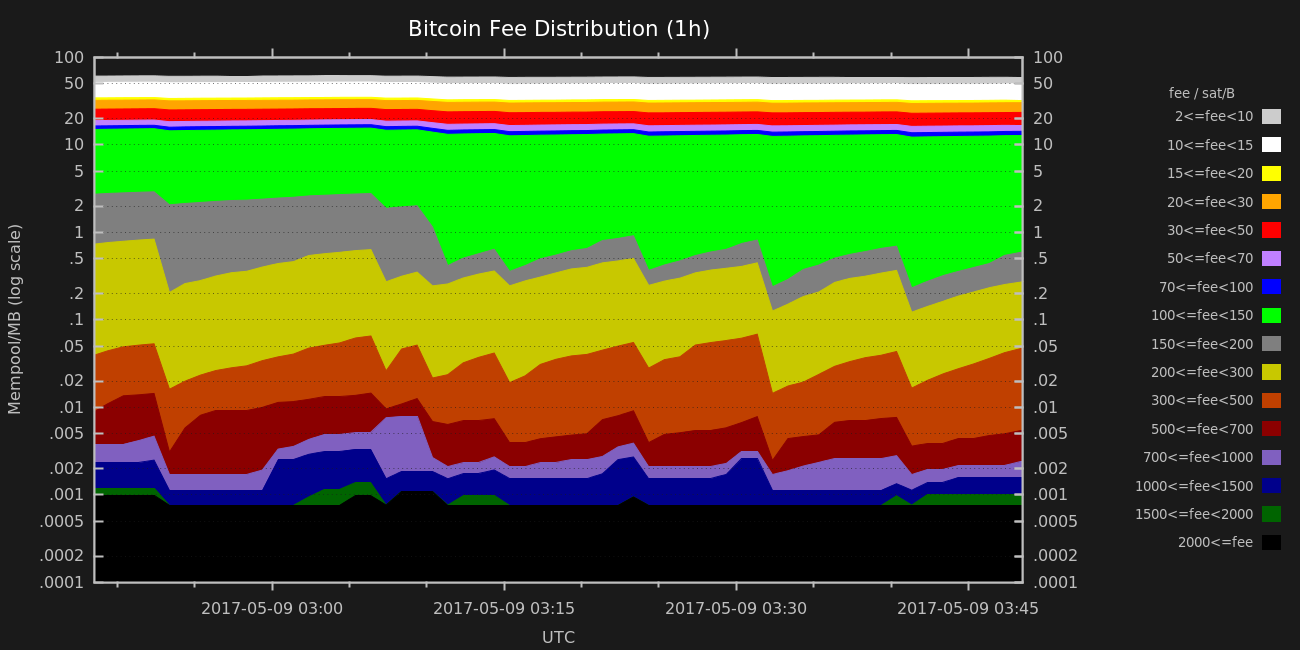 Bitcoin Fee Distribution (1h)
Mempool/MB (log scale)
100
50
20
10
5
2
1
.5
.2
.1
.05
.02
.01
.005
.002
.001
.0005
.0002
.0001
100
50
20
10
5
2
1
.5
.2
.1
.05
.02
.01
.005
.002
.001
.0005
.0002
.0001
2017-05-09 03:00 2017-05-09 03:15 2017-05-09 03:30 2017-05-09 03:45
UTC
fee / sat/B
2<=fee<10
10<=fee<15
15<=fee<20
20<=fee<30
30<=fee<50
50<=fee<70
70<=fee<100
100<=fee<150
150<=fee<200
200<=fee<300
300<=fee<500
500<=fee<700
700<=fee<1000
1000<=fee<1500
1500<=fee<2000
2000<=fee